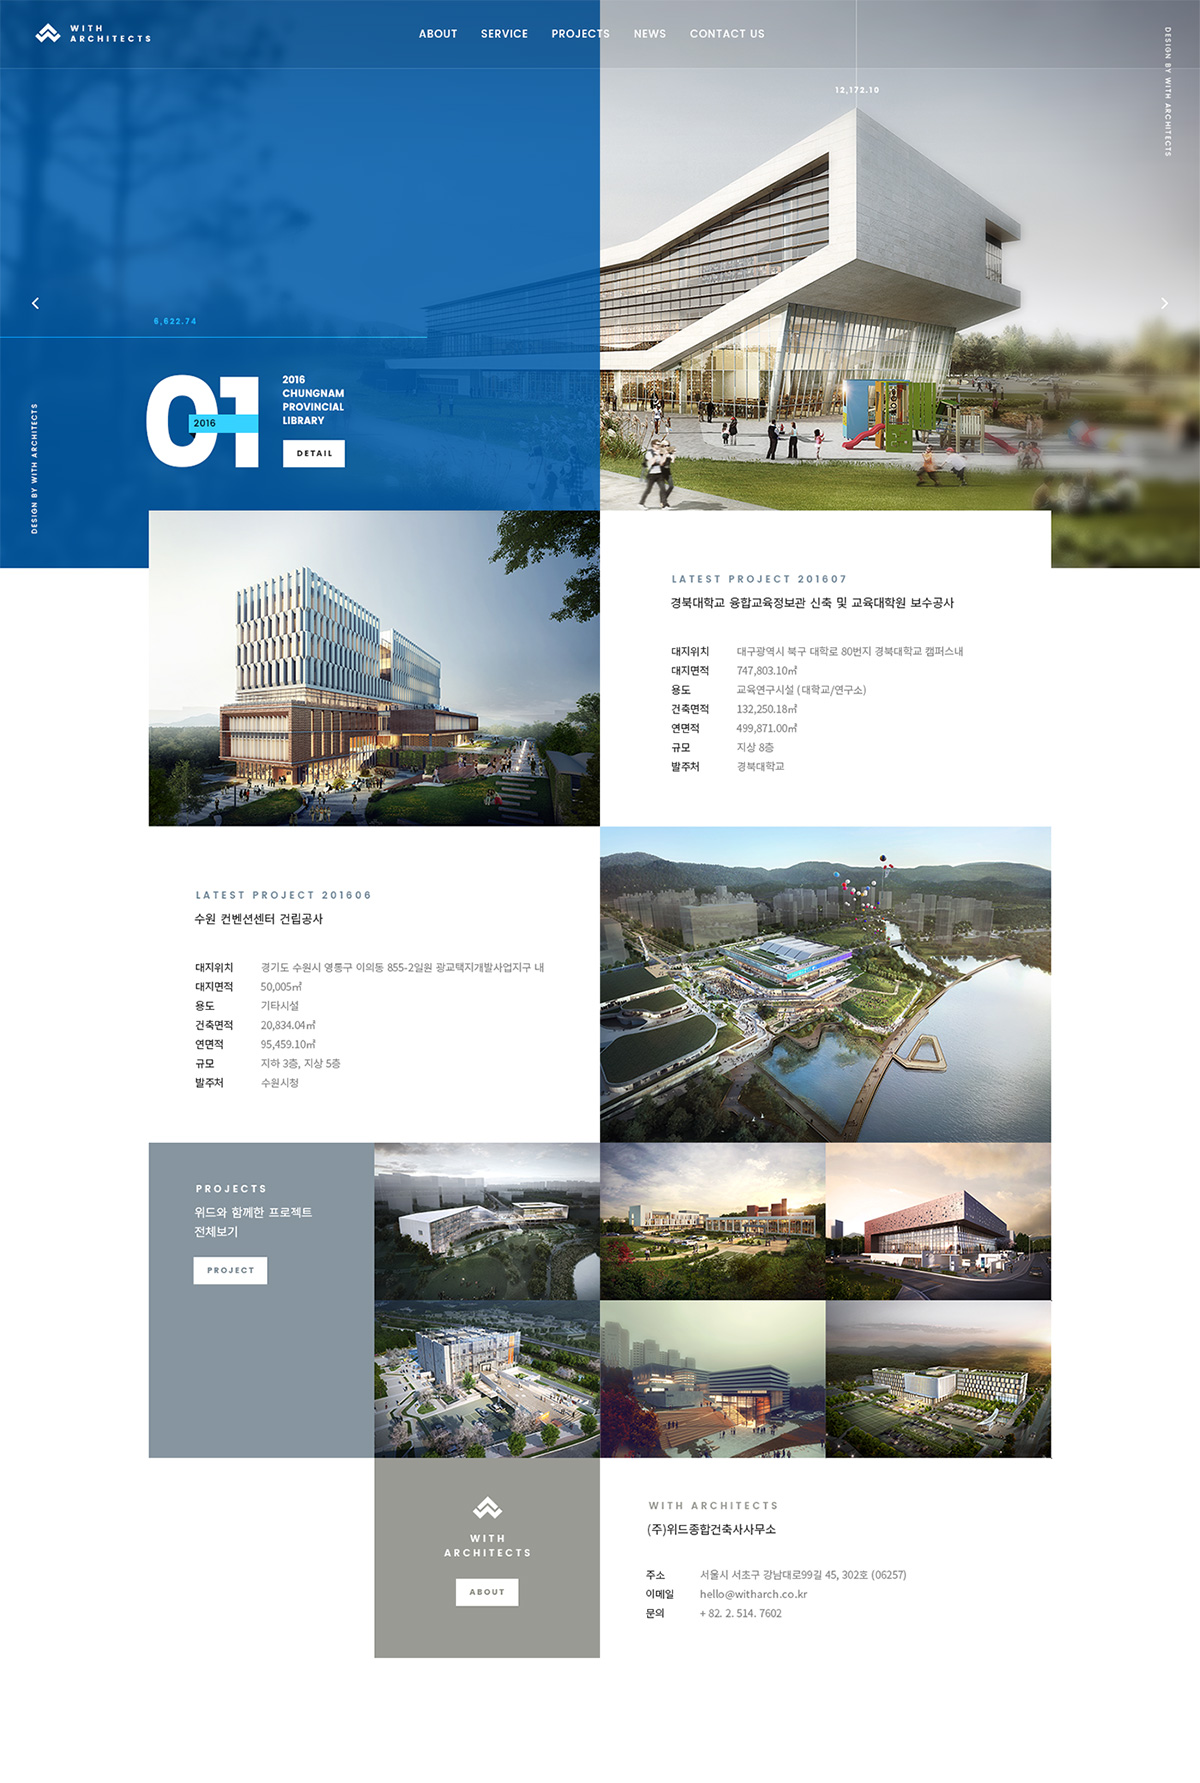 WITH
ARCHITECTS
ABOUT
SERVICE
PROJECTS
NEWS
CONTACT US
DESIGN BY WITH ARCHITECTS
12,172.10
6,622.74
01
2016
2016
CHUNGNAM
PROVINCIAL
LIBRARY
DETAIL
DESIGN BY WITH ARCHITECTS
LATEST PROJECT 201607
경북대학교 융합교육정보관 신축 및 교육대학원 보수공사
대지위치 대구광역시 북구 대학로 80번지 경북대학교 캠퍼스내
대지면적 747,803.10㎡
용도 교육연구시설 (대학교/연구소)
건축면적 132,250.18㎡
연면적 499,871.00㎡
규모 지상 8층
발주처 경북대학교
LATEST PROJECT 201606
수원 컨벤션센터 건립공사
대지위치 경기도 수원시 영통구 이의동 855-2일원 광교택지개발사업지구 내
대지면적 50,005㎡
용도 기타시설
건축면적 20,834.04㎡
연면적 95,459.10㎡
규모 지하 3층, 지상 5층
발주처 수원시청
PROJECTS
위드와 함께한 프로젝트
전체보기
PROJECT
WITH
ARCHITECTS
ABOUT
WITH ARCHITECTS
(주)위드종합건축사사무소
주소 서울시 서초구 강남대로99길 45, 302호 (06257)
이메일 hello@witharch.co.kr
문의 + 82. 2. 514. 7602